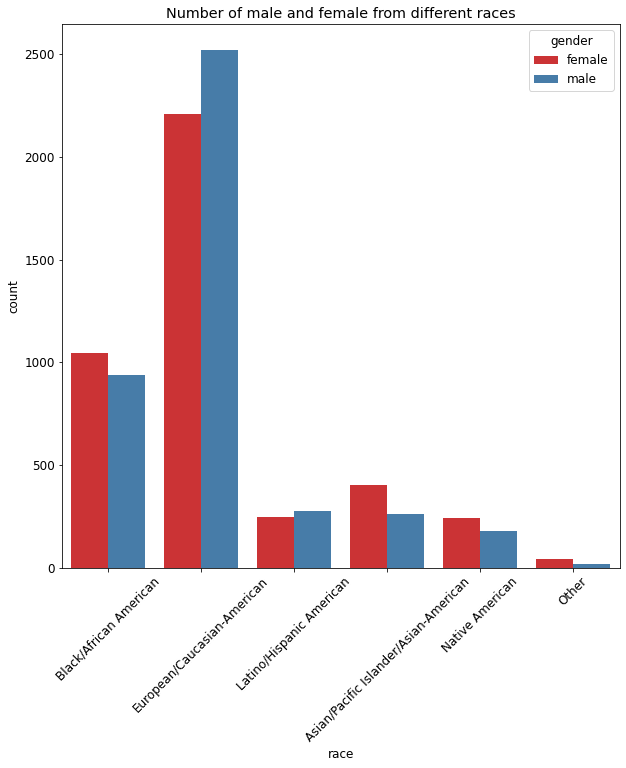 Number of male and female from different races
gender
female
male
2500
2000
1500
1000
500
0
count
Black/African American
European/Caucasian-American
Latino/Hispanic American
Asian/Pacific Islander/Asian-American
Native American
Other
race